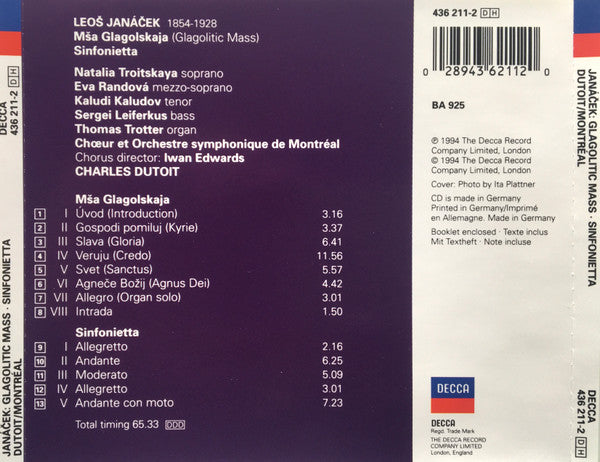 JANÁČEK: GLAGOLITIC MASS · SINFONIETTA
DUTOIT/MONTRÉAL
DECCA
436 211-2 DH
LEOŠ JANÁČEK 1854-1928
Mša Glagolskaja (Glagolitic Mass)
Sinfonietta
Natalia Troitskaya soprano
Eva Randová mezzo-soprano
Kaludi Kaludov tenor
Sergei Leiferkus bass
Thomas Trotter organ
Chœur et Orchestre symphonique de Montréal
Chorus director: Iwan Edwards
CHARLES DUTOIT
Mša Glagolskaja
1 I Úvod (Introduction) 3.16
2 II Gospodi pomiluj (Kyrie) 3.37
3 III Slava (Gloria) 6.41
4 IV Veruju (Credo) 11.56
5 V Svet (Sanctus) 5.57
6 VI Agneče Božij (Agnus Dei) 4.42
7 VII Allegro (Organ solo) 3.01
8 VIII Intrada 1.50
Sinfonietta
9 I Allegretto 2.16
10 II Andante 6.25
11 III Moderato 5.09
12 IV Allegretto 3.01
13 V Andante con moto 7.23
Total timing 65.33 DDD
436 211-2 DH
0 28943 62112 0
BA 925
℗ 1994 The Decca Record
Company Limited, London
© 1994 The Decca Record
Company Limited, London
Cover: Photo by Ita Plattner
CD is made in Germany
Printed in Germany/Imprimé
en Allemagne. Made in Germany
Booklet enclosed · Texte inclus
Mit Textheft · Note incluse
DECCA
DECCA
Regd. Trade Mark
THE DECCA RECORD
COMPANY LIMITED
London, England
JANÁČEK: GLAGOLITIC MASS · SINFONIETTA
DUTOIT/MONTRÉAL
DECCA
436 211-2 DH